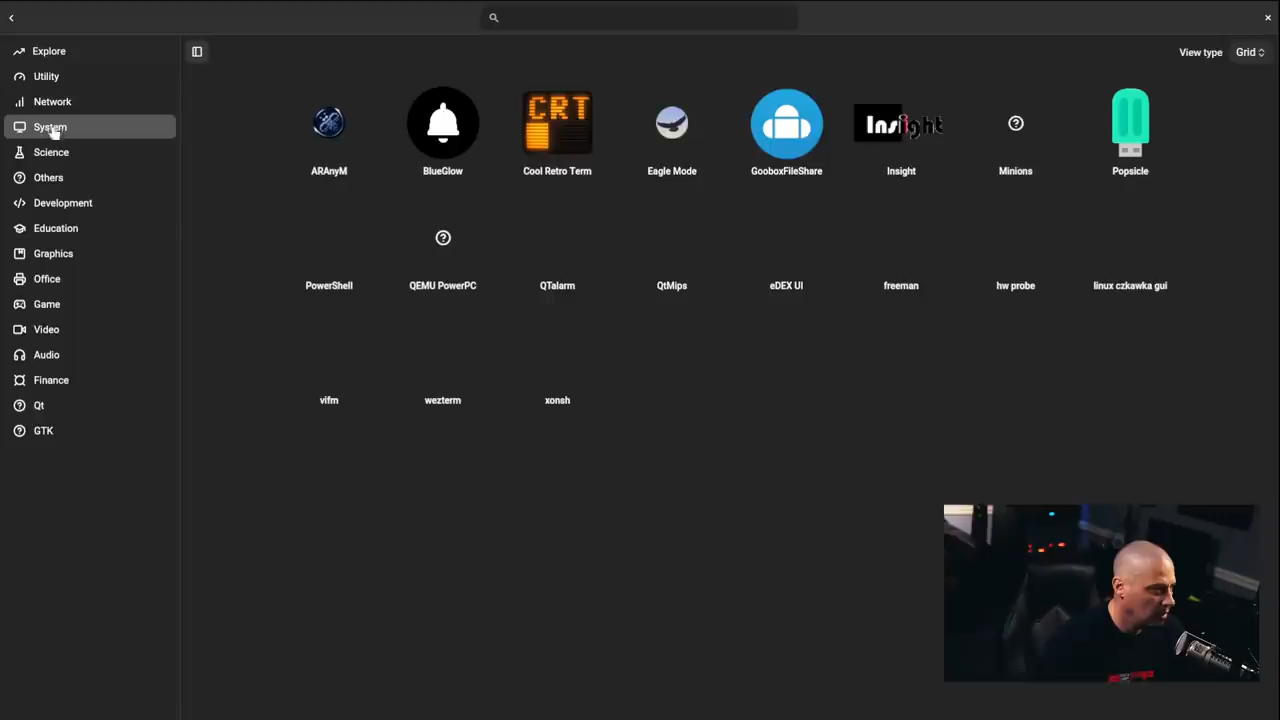 Explore
Utility
Network
System
Science
Others
Development
Education
Graphics
Office
Game
Video
Audio
Finance
Qt
GTK
View type Grid
CRT
Insight
ARAnyM BlueGlow Cool Retro Term Eagle Mode GooboxFileShare Insight Minions Popsicle
PowerShell QEMU PowerPC QTalarm QtMips eDEX UI freeman hw probe linux czkawka gui
vifm wezterm xonsh